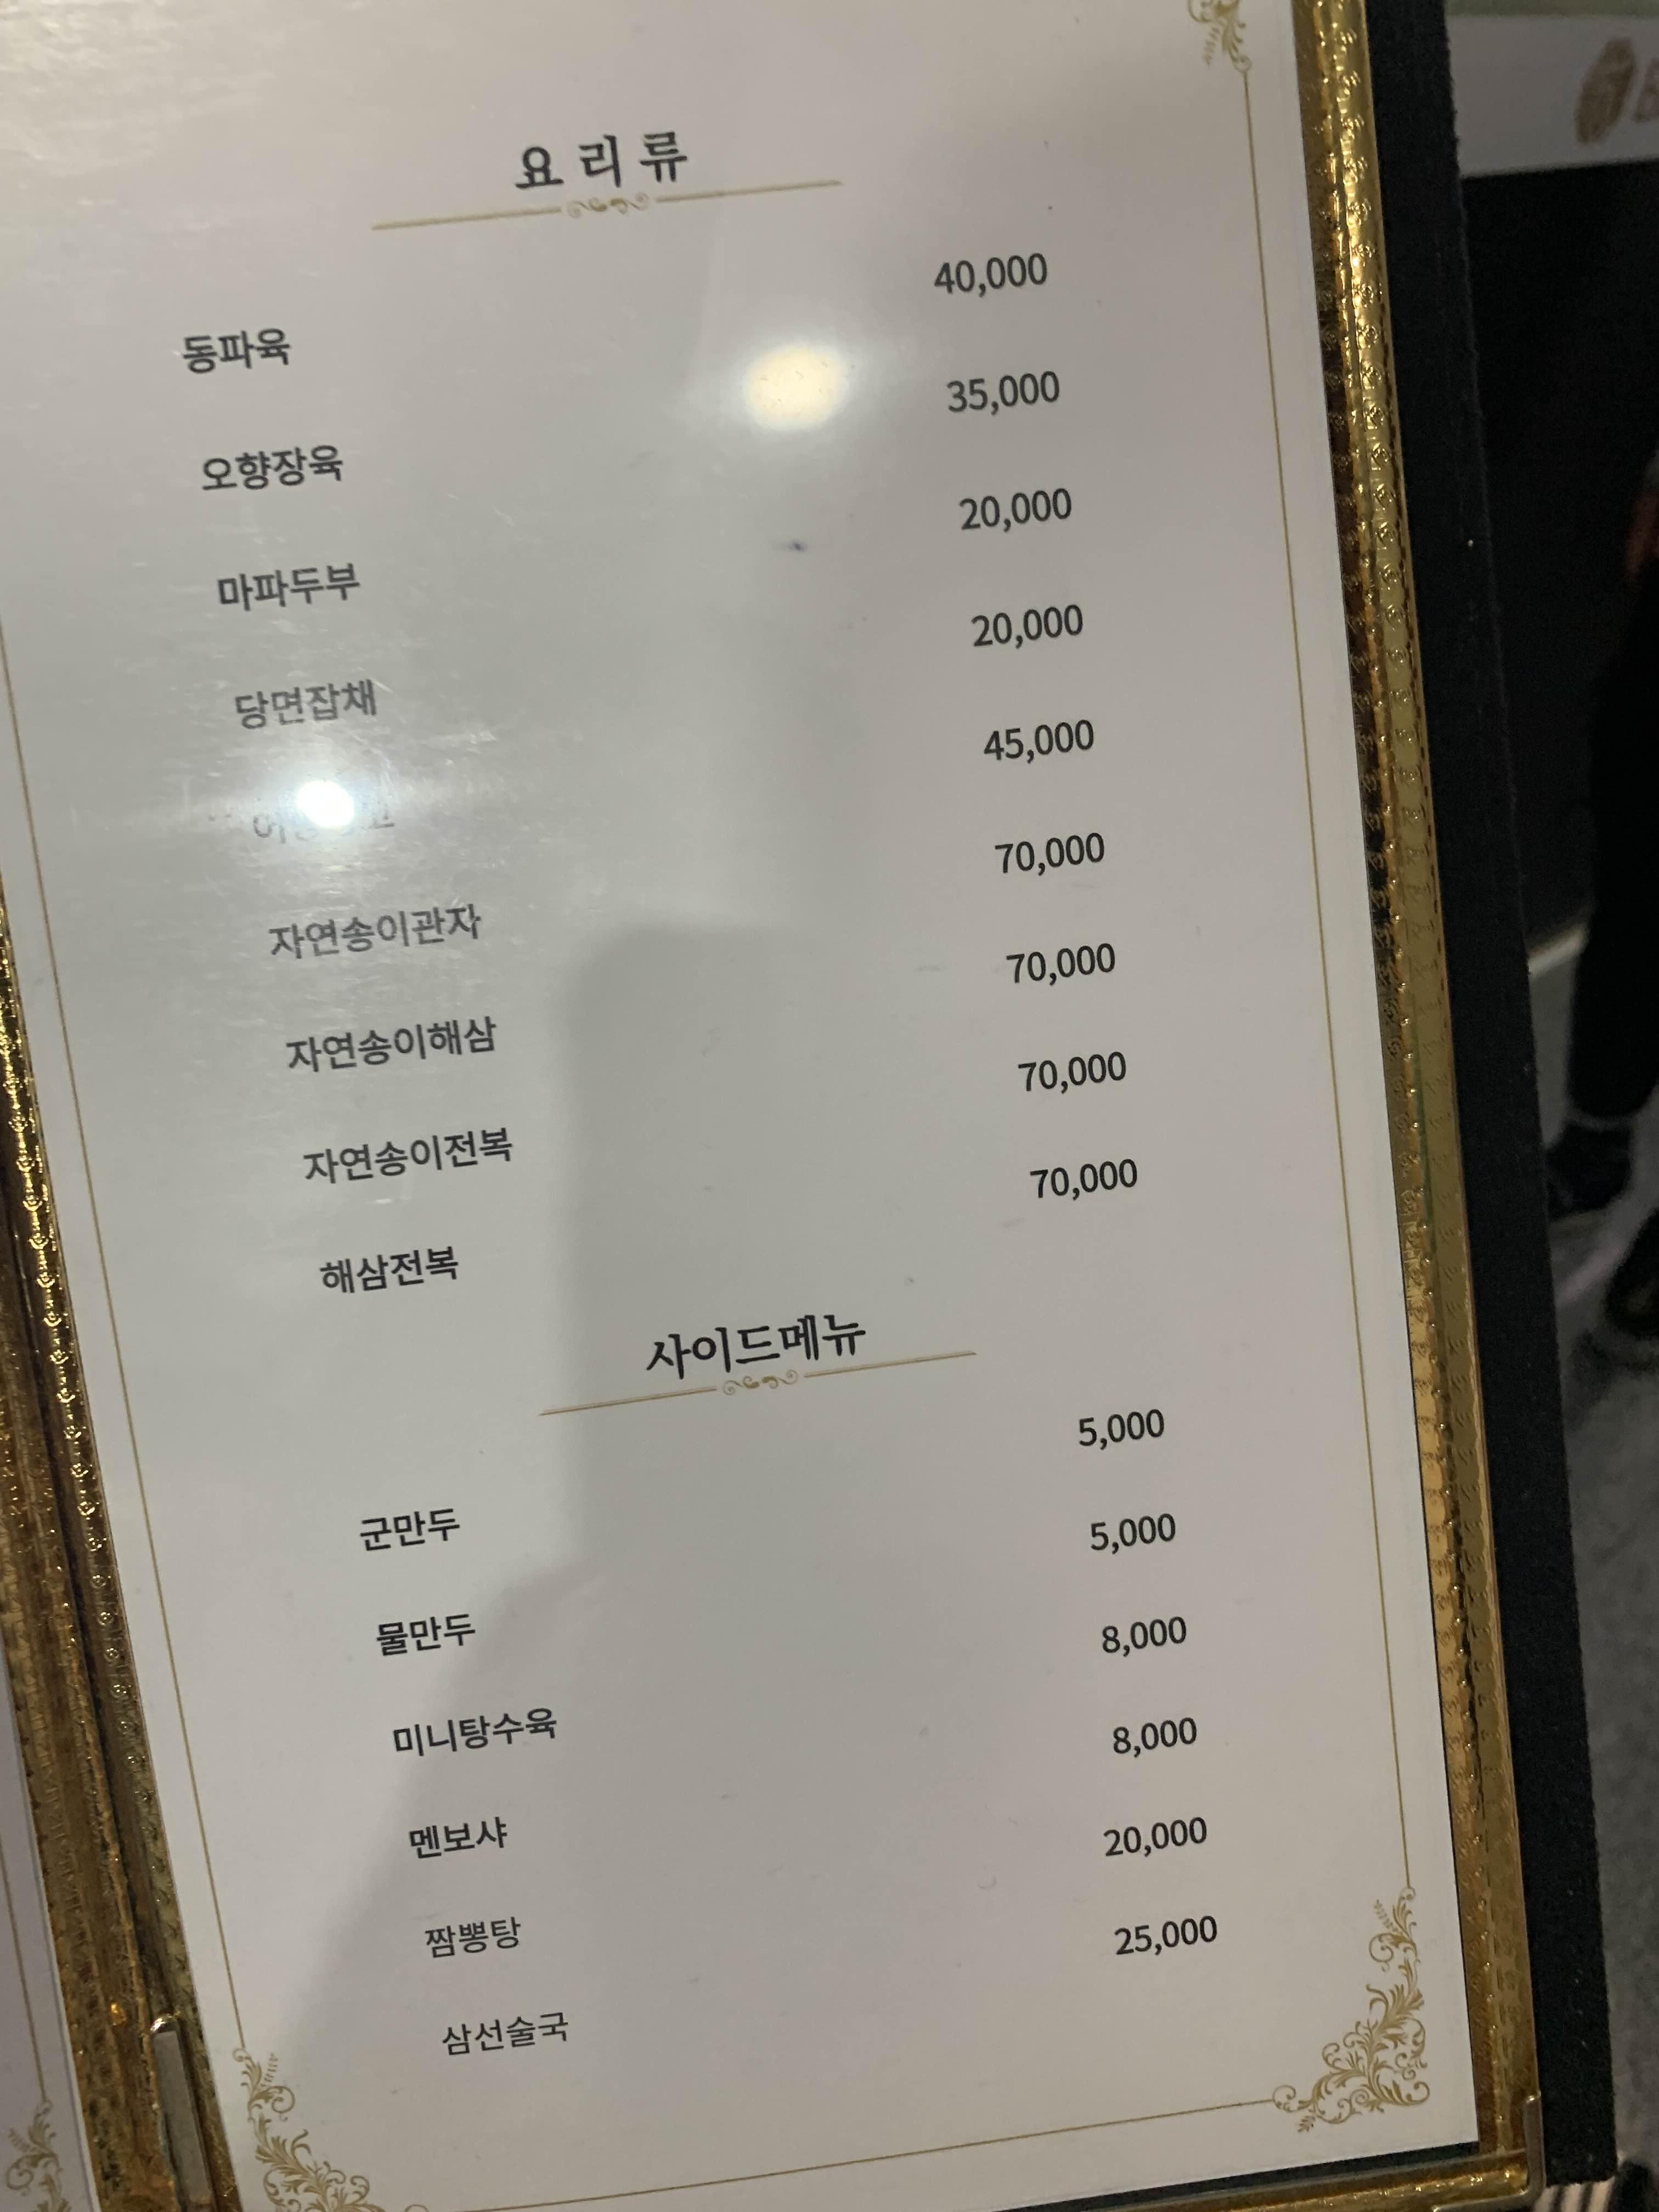 요리류
동파육 40,000
오향장육 35,000
마파두부 20,000
당면잡채 20,000
45,000
자연송이관자 70,000
자연송이해삼 70,000
자연송이전복 70,000
해삼전복 70,000
사이드메뉴
군만두 5,000
물만두 5,000
미니탕수육 8,000
멘보샤 8,000
짬뽕탕 20,000
삼선술국 25,000